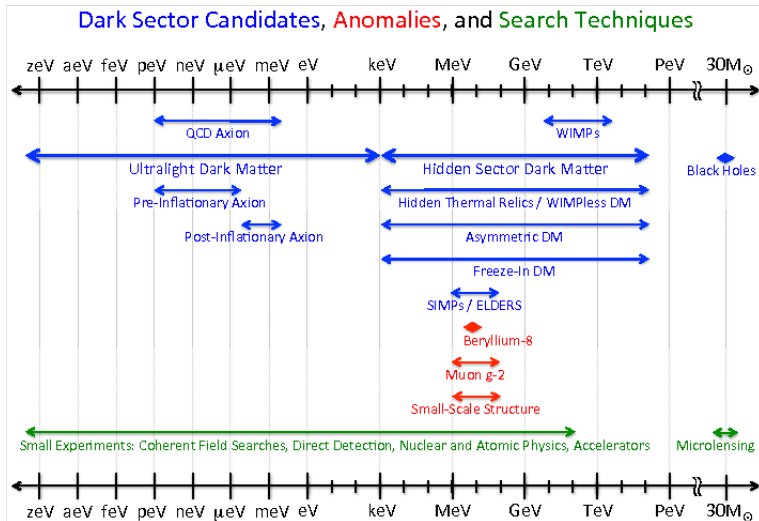 Dark Sector Candidates, Anomalies, and Search Techniques
zeV aeV feV peV neV μeV meV eV keV MeV GeV TeV PeV 30M☉
QCD Axion WIMPs
Ultralight Dark Matter Hidden Sector Dark Matter Black Holes
Pre-Inflationary Axion Hidden Thermal Relics / WIMPless DM
Post-Inflationary Axion Asymmetric DM
Freeze-In DM
SIMPs / ELDERS
Beryllium-8
Muon g-2
Small-Scale Structure
Small Experiments: Coherent Field Searches, Direct Detection, Nuclear and Atomic Physics, Accelerators Microlensing
zeV aeV feV peV neV μeV meV eV keV MeV GeV TeV PeV 30M☉